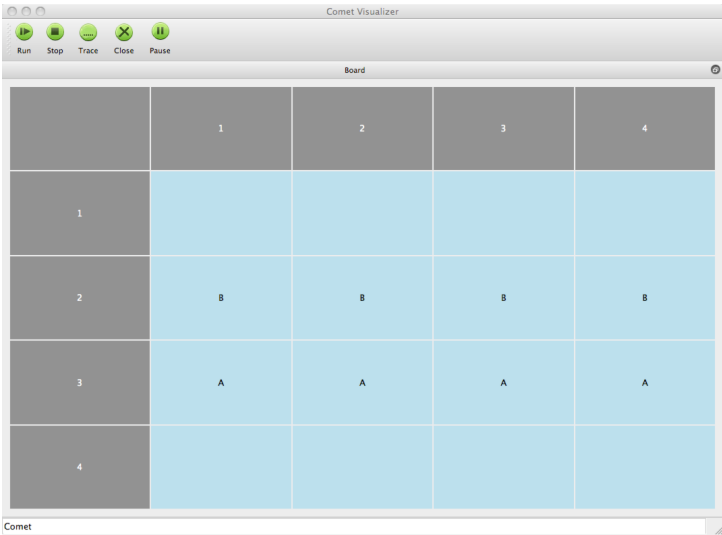 Comet Visualizer
Run Stop Trace Close Pause
Board
1 2 3 4
1
2 B B B B
3 A A A A
4
Comet